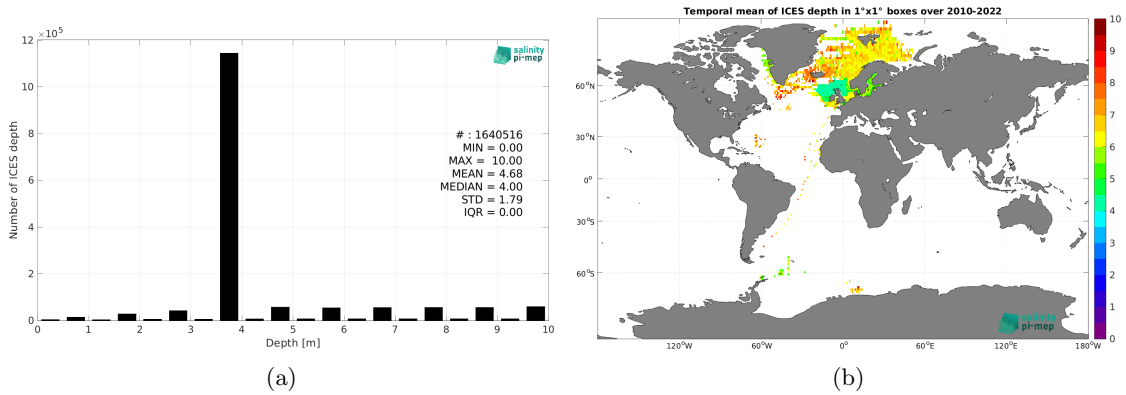 12 ×10⁵
10
8
6
4
2
0
Number of ICES depth
salinity
pi-mep
# : 1640516
MIN = 0.00
MAX = 10.00
MEAN = 4.68
MEDIAN = 4.00
STD = 1.79
IQR = 0.00
0 1 2 3 4 5 6 7 8 9 10
Depth [m]
(a)
Temporal mean of ICES depth in 1°x1° boxes over 2010-2022
60°N
30°N
0°
30°S
60°S
120°W 60°W 0° 60°E 120°E 180°W
salinity
pi-mep
10
9
8
7
6
5
4
3
2
1
0
(b)